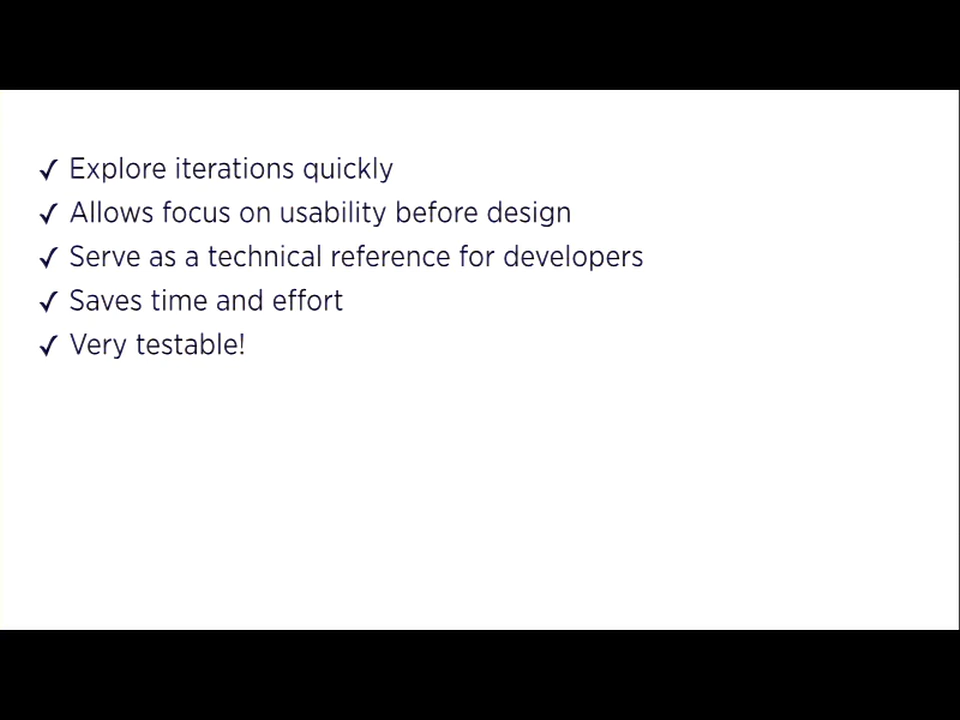 ✓ Explore iterations quickly
✓ Allows focus on usability before design
✓ Serve as a technical reference for developers
✓ Saves time and effort
✓ Very testable!